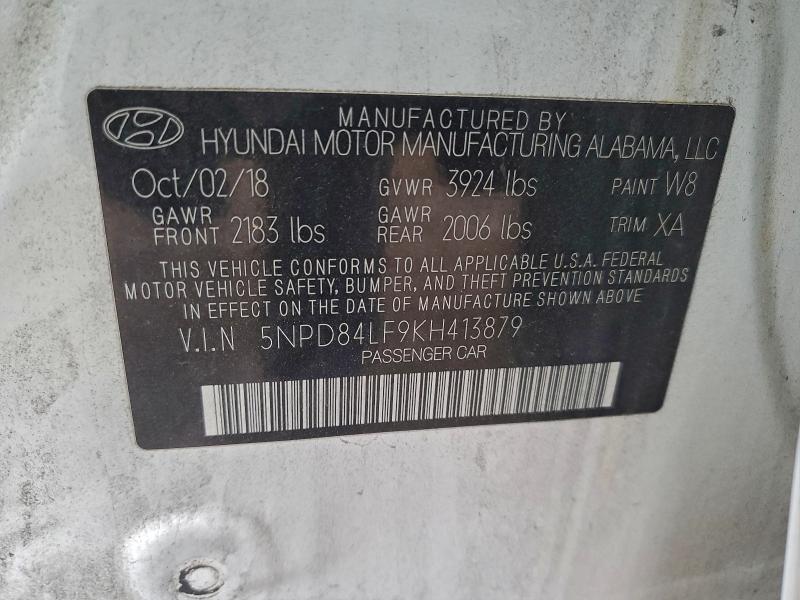 MANUFACTURED BY
HYUNDAI MOTOR MANUFACTURING ALABAMA, LLC
Oct/02/18 GVWR 3924 lbs PAINT W8
GAWR FRONT 2183 lbs GAWR REAR 2006 lbs TRIM XA
THIS VEHICLE CONFORMS TO ALL APPLICABLE U.S.A. FEDERAL
MOTOR VEHICLE SAFETY, BUMPER, AND THEFT PREVENTION STANDARDS
IN EFFECT ON THE DATE OF MANUFACTURE SHOWN ABOVE
V.I.N 5NPD84LF9KH413879
PASSENGER CAR